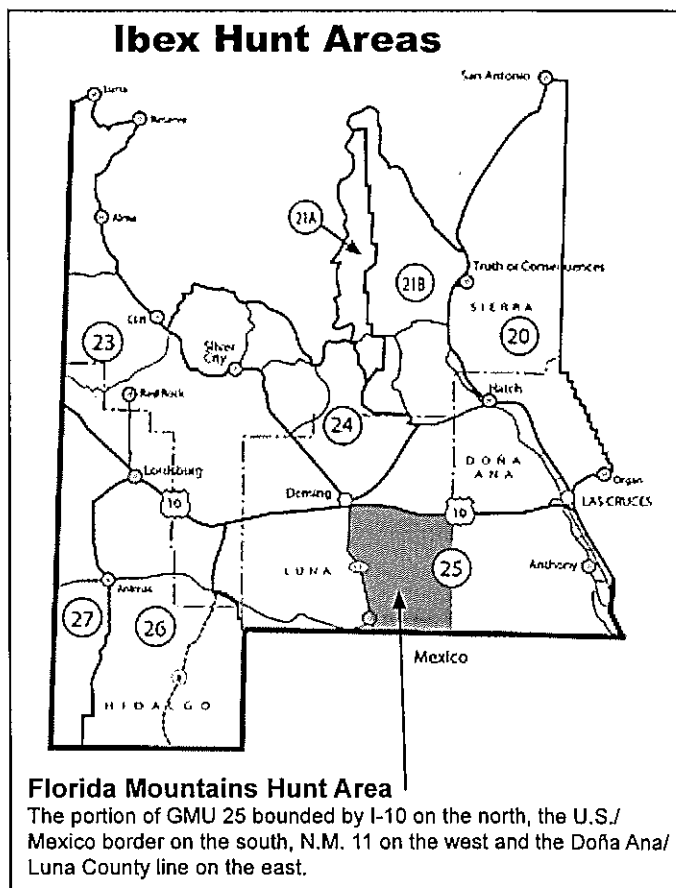 Ibex Hunt Areas
San Antonio
Luna
Reserve
Alma
21A
21B
Truth or Consequences
SIERRA
20
Cliff
23
Silver City
Red Rock
Hatch
24
Lordsburg
DOÑA ANA
Organ
10
Deming
10
LAS CRUCES
LUNA
11
25
Anthony
Animas
27
26
Mexico
HIDALGO
Florida Mountains Hunt Area
The portion of GMU 25 bounded by I-10 on the north, the U.S./
Mexico border on the south, N.M. 11 on the west and the Doña Ana/
Luna County line on the east.